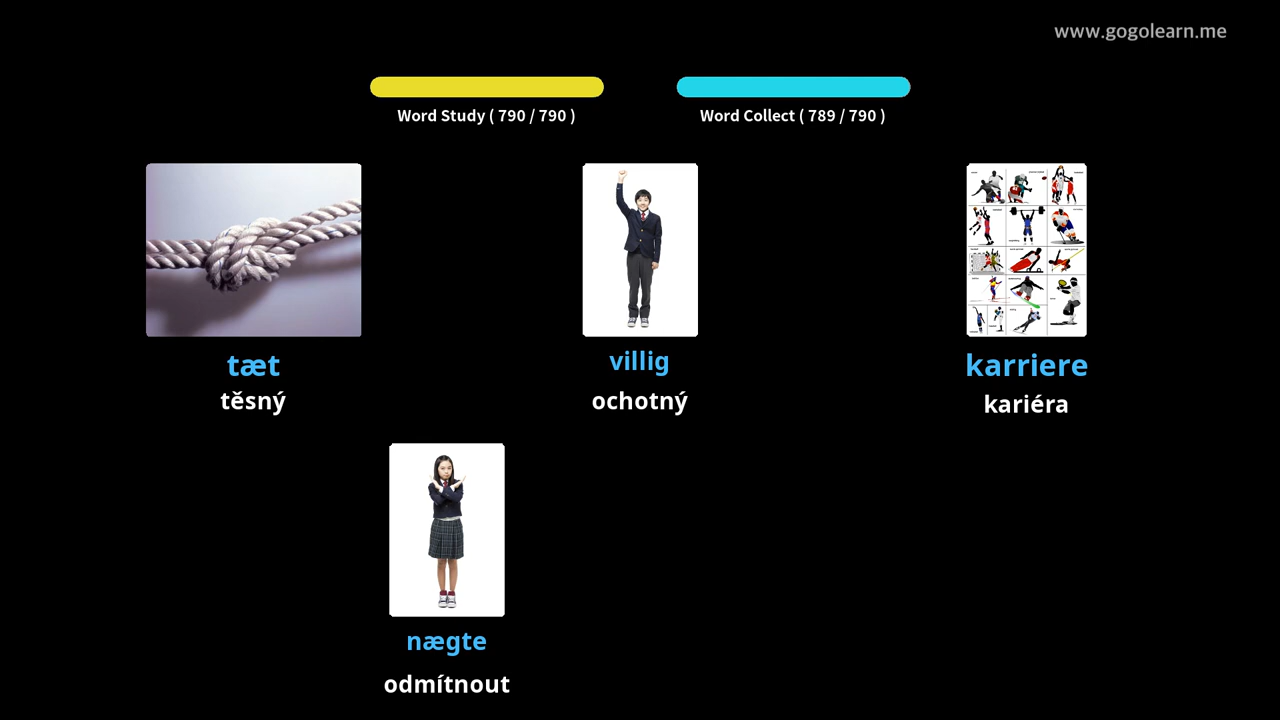 www.gogolearn.me
Word Study ( 790 / 790 )
Word Collect ( 789 / 790 )
tæt
těsný
villig
ochotný
karriere
kariéra
nægte
odmítnout